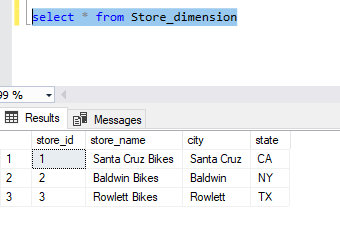 select * from Store_dimension
99 %
Results Messages
store_id store_name city state
1 1 Santa Cruz Bikes Santa Cruz CA
2 2 Baldwin Bikes Baldwin NY
3 3 Rowlett Bikes Rowlett TX